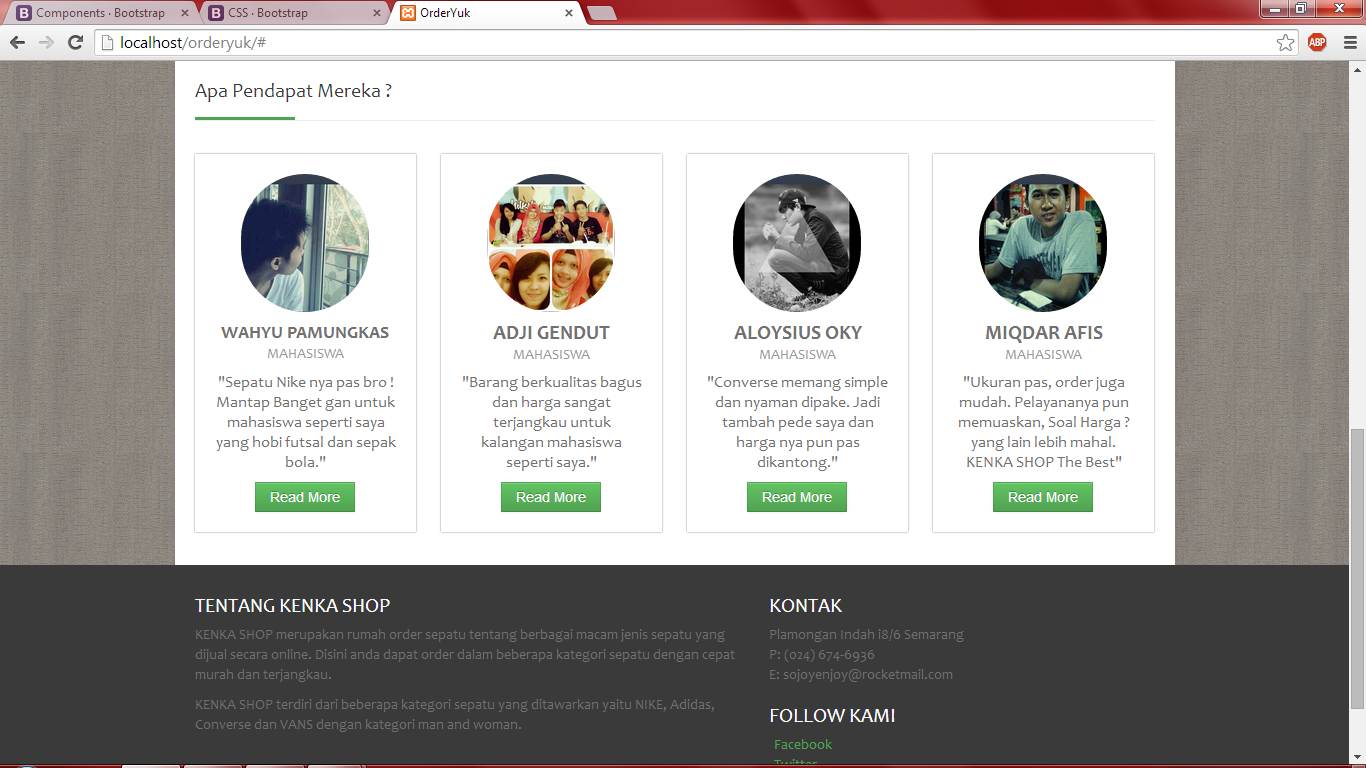 Components · Bootstrap
CSS · Bootstrap
OrderYuk
localhost/orderyuk/#
ABP
Apa Pendapat Mereka ?
WAHYU PAMUNGKAS
MAHASISWA
"Sepatu Nike nya pas bro !
Mantap Banget gan untuk
mahasiswa seperti saya
yang hobi futsal dan sepak
bola."
Read More
ADJI GENDUT
MAHASISWA
"Barang berkualitas bagus
dan harga sangat
terjangkau untuk
kalangan mahasiswa
seperti saya."
Read More
ALOYSIUS OKY
MAHASISWA
"Converse memang simple
dan nyaman dipake. Jadi
tambah pede saya dan
harga nya pun pas
dikantong."
Read More
MIQDAR AFIS
MAHASISWA
"Ukuran pas, order juga
mudah. Pelayananya pun
memuaskan, Soal Harga ?
yang lain lebih mahal.
KENKA SHOP The Best"
Read More
TENTANG KENKA SHOP
KENKA SHOP merupakan rumah order sepatu tentang berbagai macam jenis sepatu yang
dijual secara online. Disini anda dapat order dalam beberapa kategori sepatu dengan cepat
murah dan terjangkau.
KENKA SHOP terdiri dari beberapa kategori sepatu yang ditawarkan yaitu NIKE, Adidas,
Converse dan VANS dengan kategori man and woman.
KONTAK
Plamongan Indah i8/6 Semarang
P: (024) 674-6936
E: sojoyenjoy@rocketmail.com
FOLLOW KAMI
Facebook
Twitter